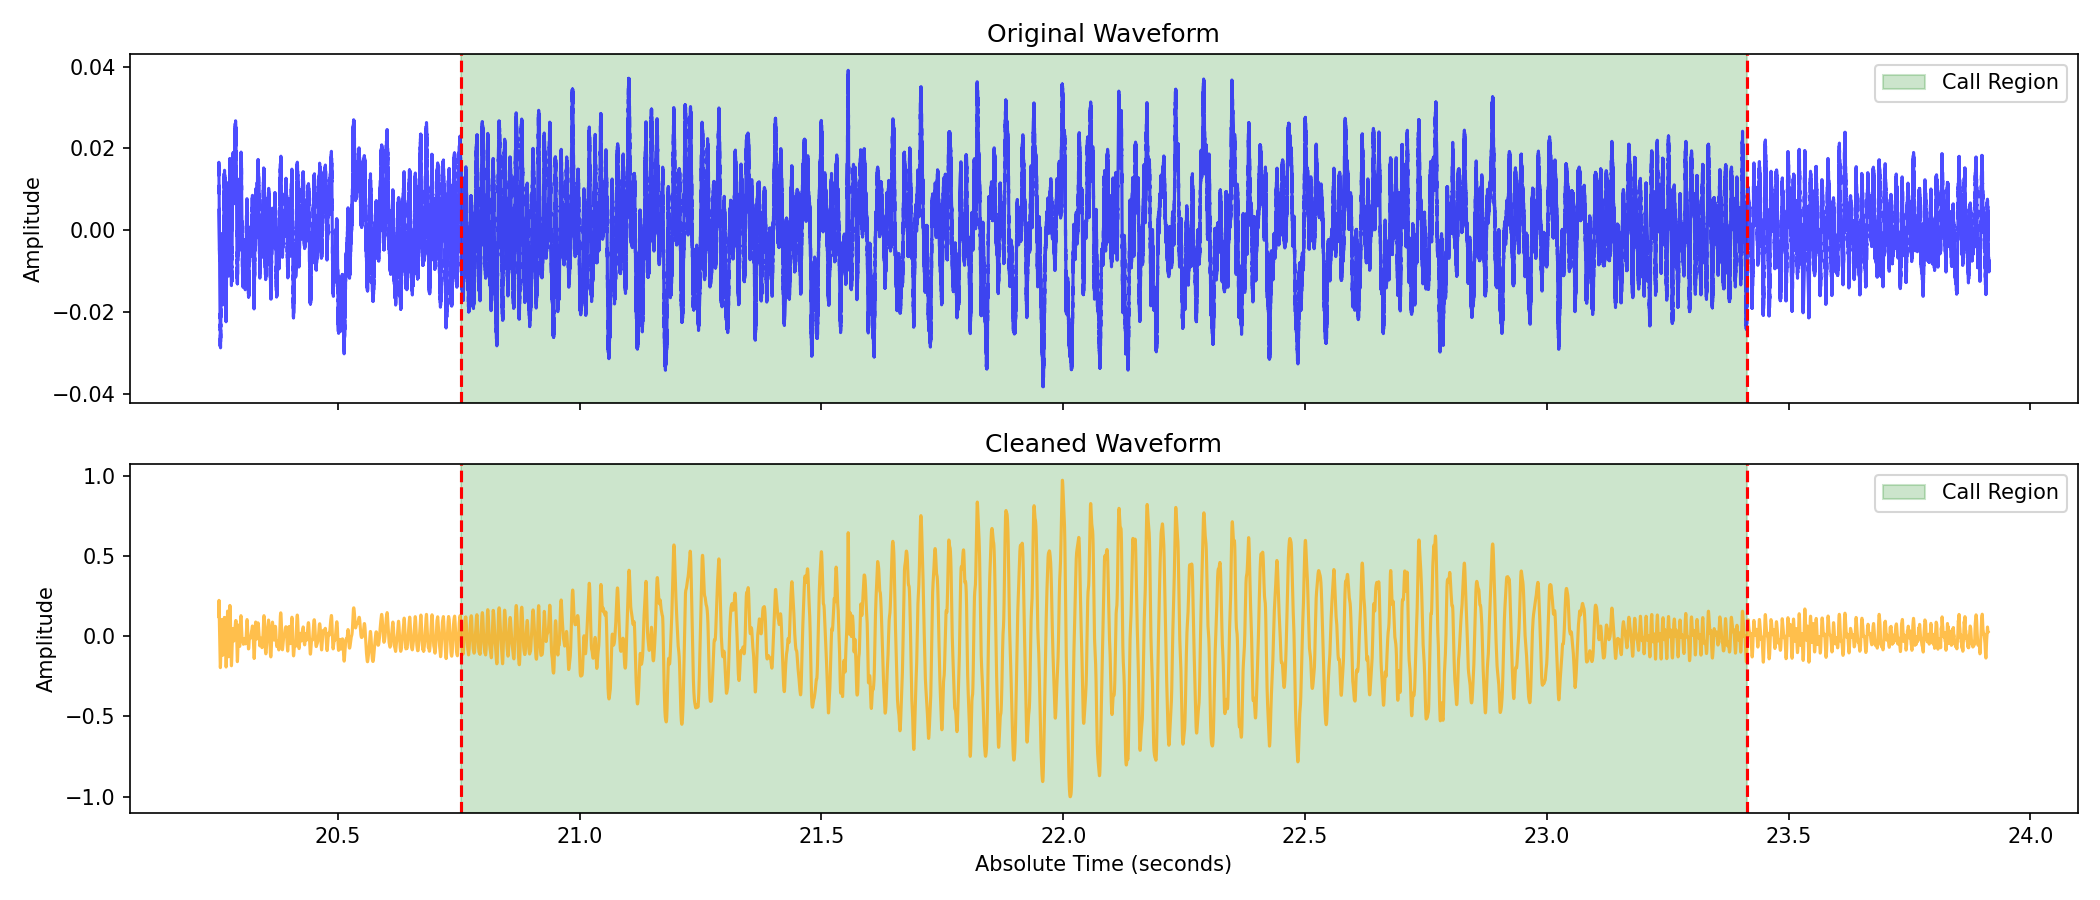 Original Waveform
Amplitude
0.04
0.02
0.00
−0.02
−0.04
Call Region
Cleaned Waveform
Amplitude
1.0
0.5
0.0
−0.5
−1.0
Call Region
20.5 21.0 21.5 22.0 22.5 23.0 23.5 24.0
Absolute Time (seconds)